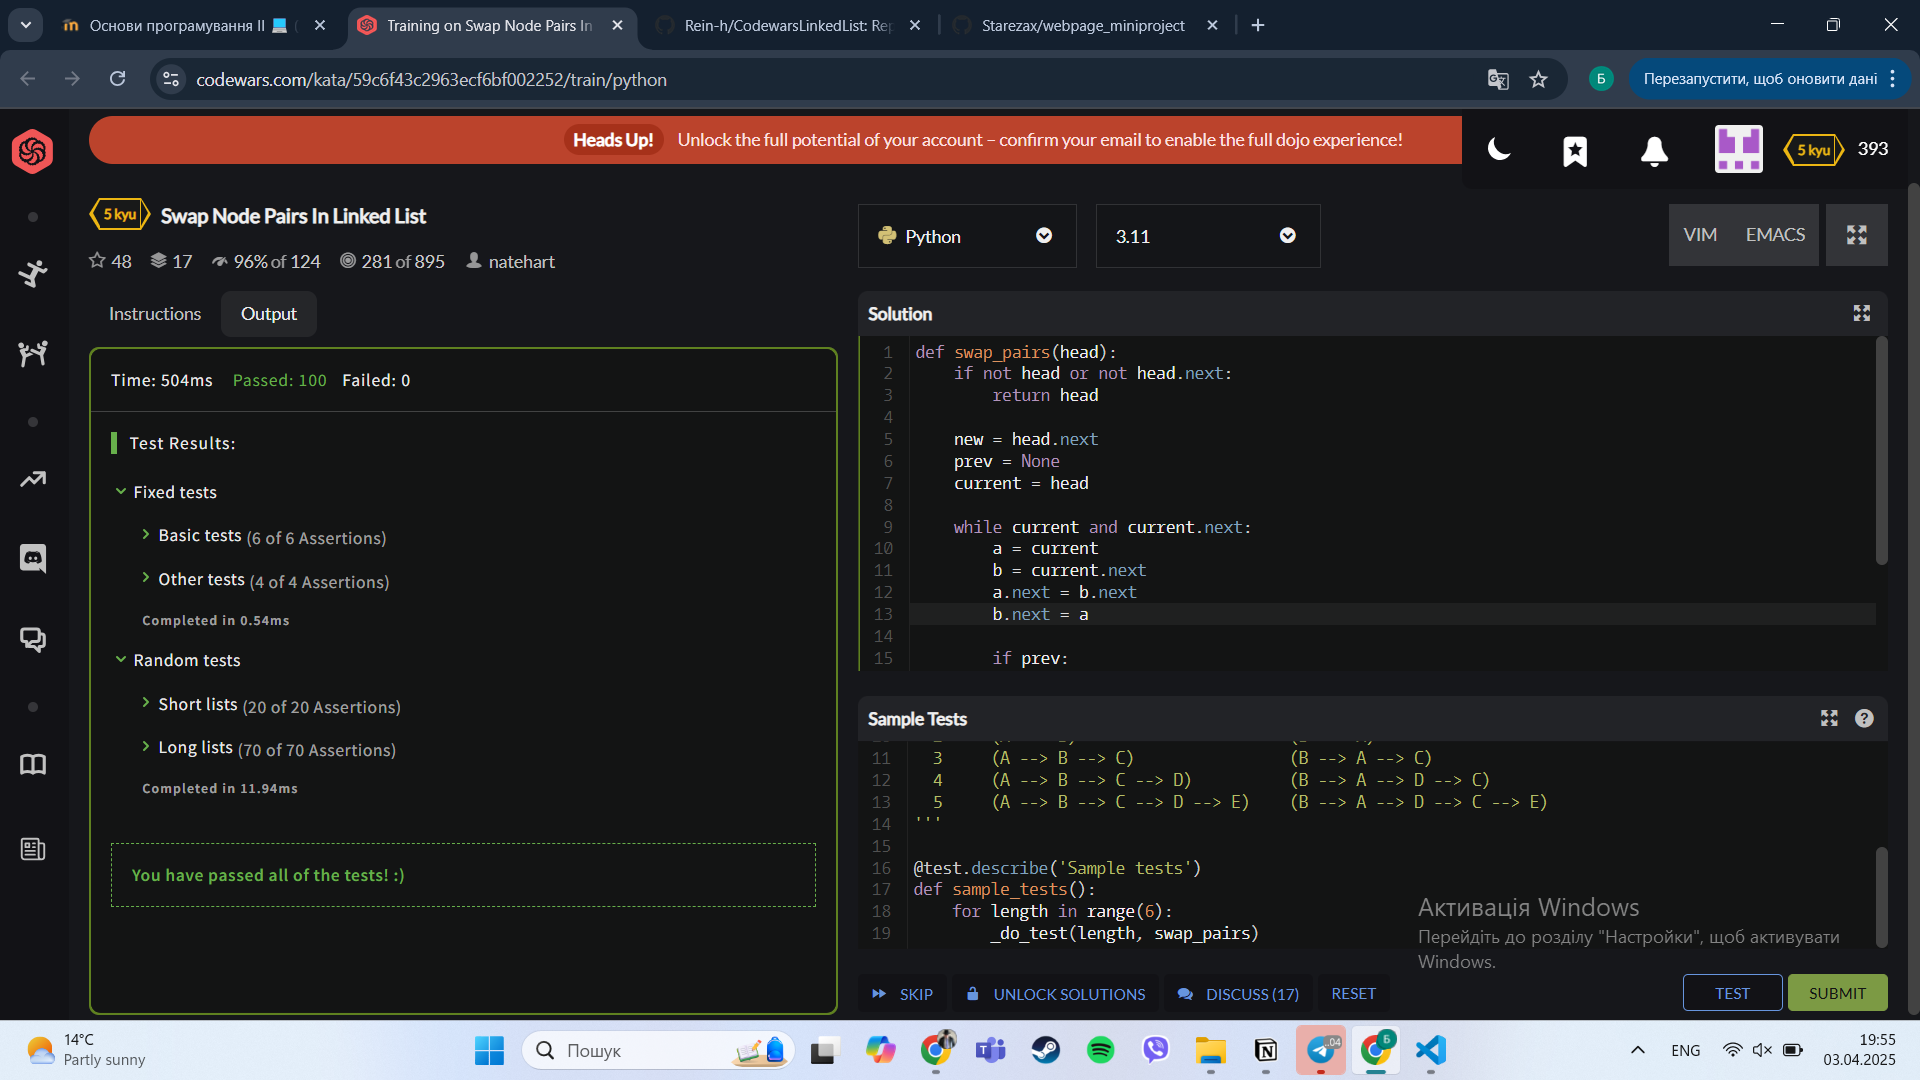 Основи програмування II
Training on Swap Node Pairs In
Rein-h/CodewarsLinkedList: Rep
Starezax/webpage_miniproject
codewars.com/kata/59c6f43c2963ecf6bf002252/train/python
Б
Перезапустити, щоб оновити дані
Heads Up! Unlock the full potential of your account – confirm your email to enable the full dojo experience!
5 kyu 393
5 kyu Swap Node Pairs In Linked List
48 17 96% of 124 281 of 895 natehart
Python
3.11
VIM EMACS
Instructions Output
Time: 504ms Passed: 100 Failed: 0
Test Results:
Fixed tests
Basic tests (6 of 6 Assertions)
Other tests (4 of 4 Assertions)
Completed in 0.54ms
Random tests
Short lists (20 of 20 Assertions)
Long lists (70 of 70 Assertions)
Completed in 11.94ms
You have passed all of the tests! :)
Solution
1 def swap_pairs(head):
2 if not head or not head.next:
3 return head
4
5 new = head.next
6 prev = None
7 current = head
8
9 while current and current.next:
10 a = current
11 b = current.next
12 a.next = b.next
13 b.next = a
14
15 if prev:
Sample Tests
11 3 (A --> B --> C) (B --> A --> C)
12 4 (A --> B --> C --> D) (B --> A --> D --> C)
13 5 (A --> B --> C --> D --> E) (B --> A --> D --> C --> E)
14 '''
15
16 @test.describe('Sample tests')
17 def sample_tests():
18 for length in range(6):
19 _do_test(length, swap_pairs)
Активація Windows
Перейдіть до розділу "Настройки", щоб активувати
Windows.
SKIP UNLOCK SOLUTIONS DISCUSS (17) RESET TEST SUBMIT
14°C
Partly sunny
Пошук
ENG
19:55
03.04.2025